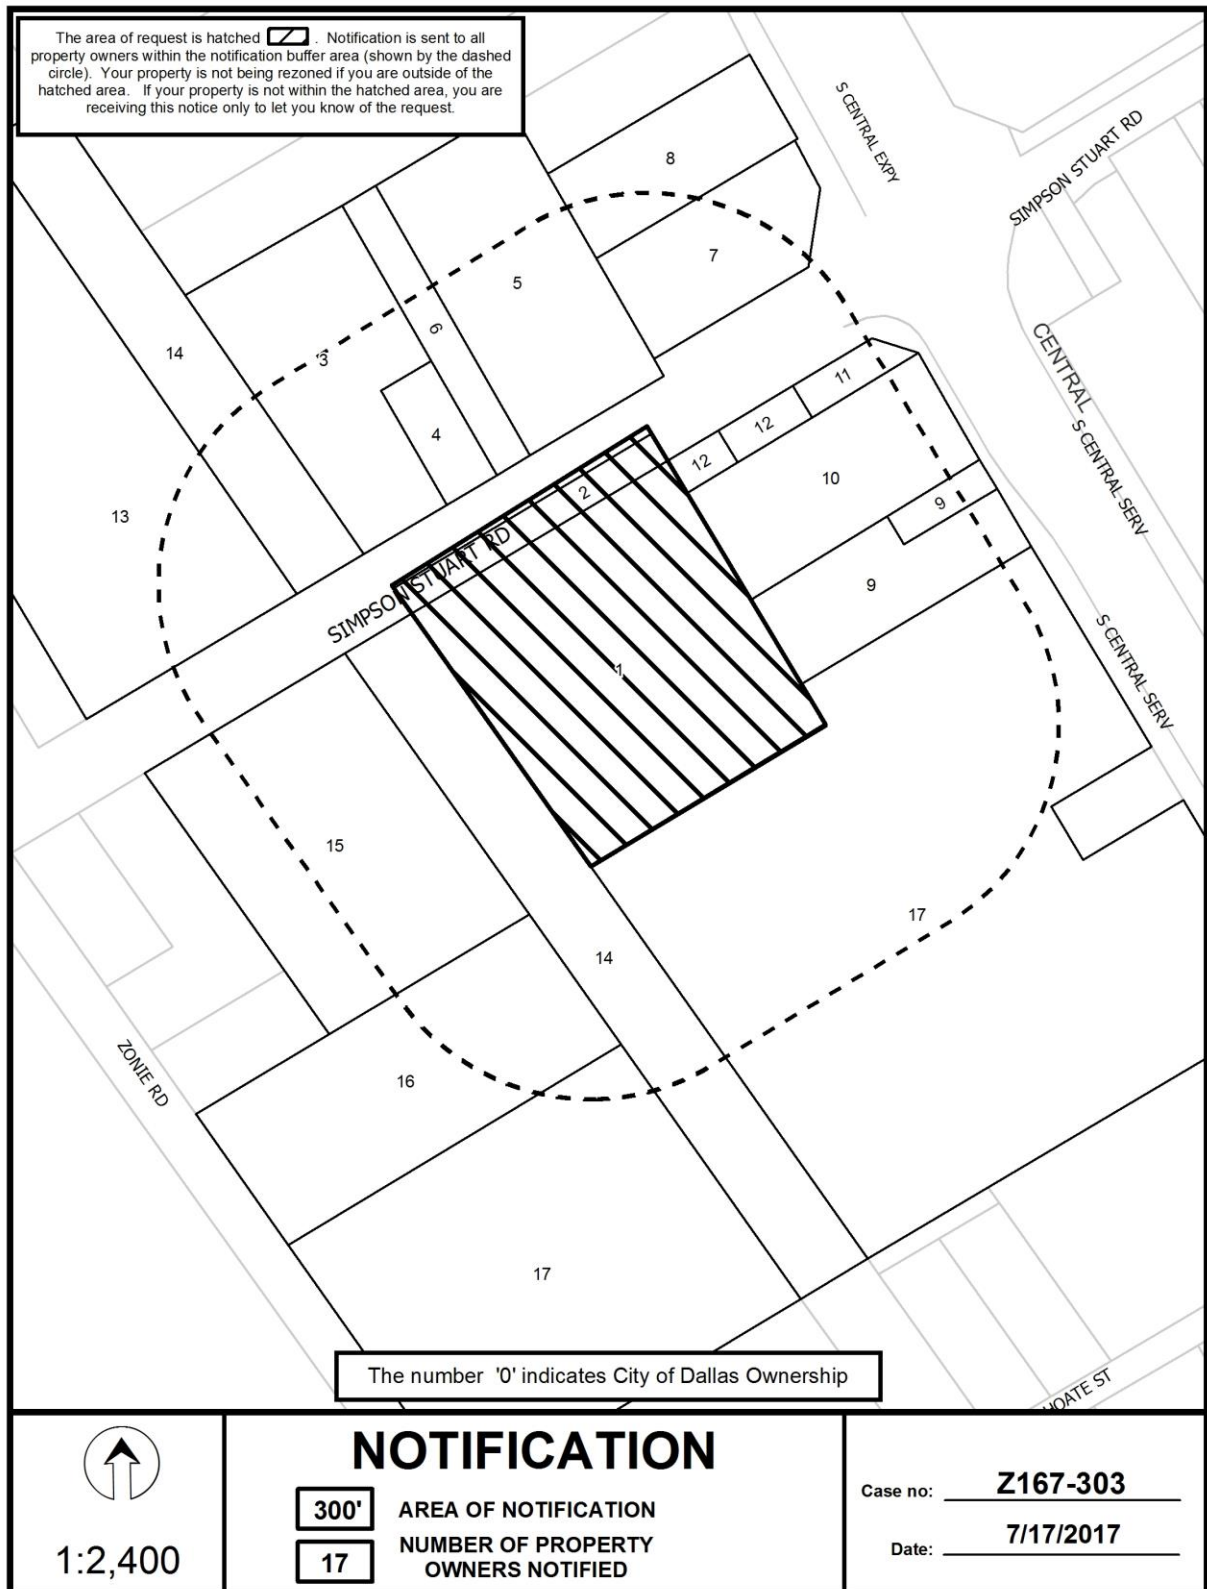 The area of request is hatched . Notification is sent to all
property owners within the notification buffer area (shown by the dashed
circle). Your property is not being rezoned if you are outside of the
hatched area. If your property is not within the hatched area, you are
receiving this notice only to let you know of the request.
S CENTRAL EXPY
SIMPSON STUART RD
8
7
5
6
3
14
4
13
CENTRAL
S CENTRAL SERV
11
12
12
2
10
9
9
SIMPSON STUART RD
1
S CENTRAL SERV
15
17
14
16
ZONIE RD
17
HOATE ST
The number '0' indicates City of Dallas Ownership
1:2,400
NOTIFICATION
300' AREA OF NOTIFICATION
17 NUMBER OF PROPERTY
OWNERS NOTIFIED
Case no: Z167-303
Date: 7/17/2017